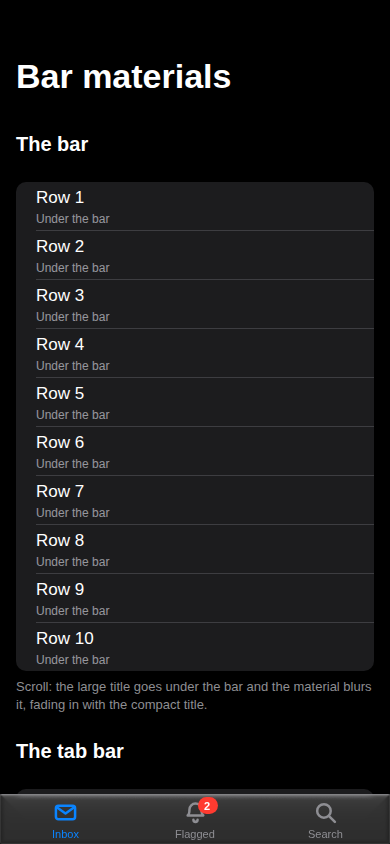 Bar materials
The bar
Row 1
Under the bar
Row 2
Under the bar
Row 3
Under the bar
Row 4
Under the bar
Row 5
Under the bar
Row 6
Under the bar
Row 7
Under the bar
Row 8
Under the bar
Row 9
Under the bar
Row 10
Under the bar
Scroll: the large title goes under the bar and the material blurs
it, fading in with the compact title.
The tab bar
2
Inbox Flagged Search